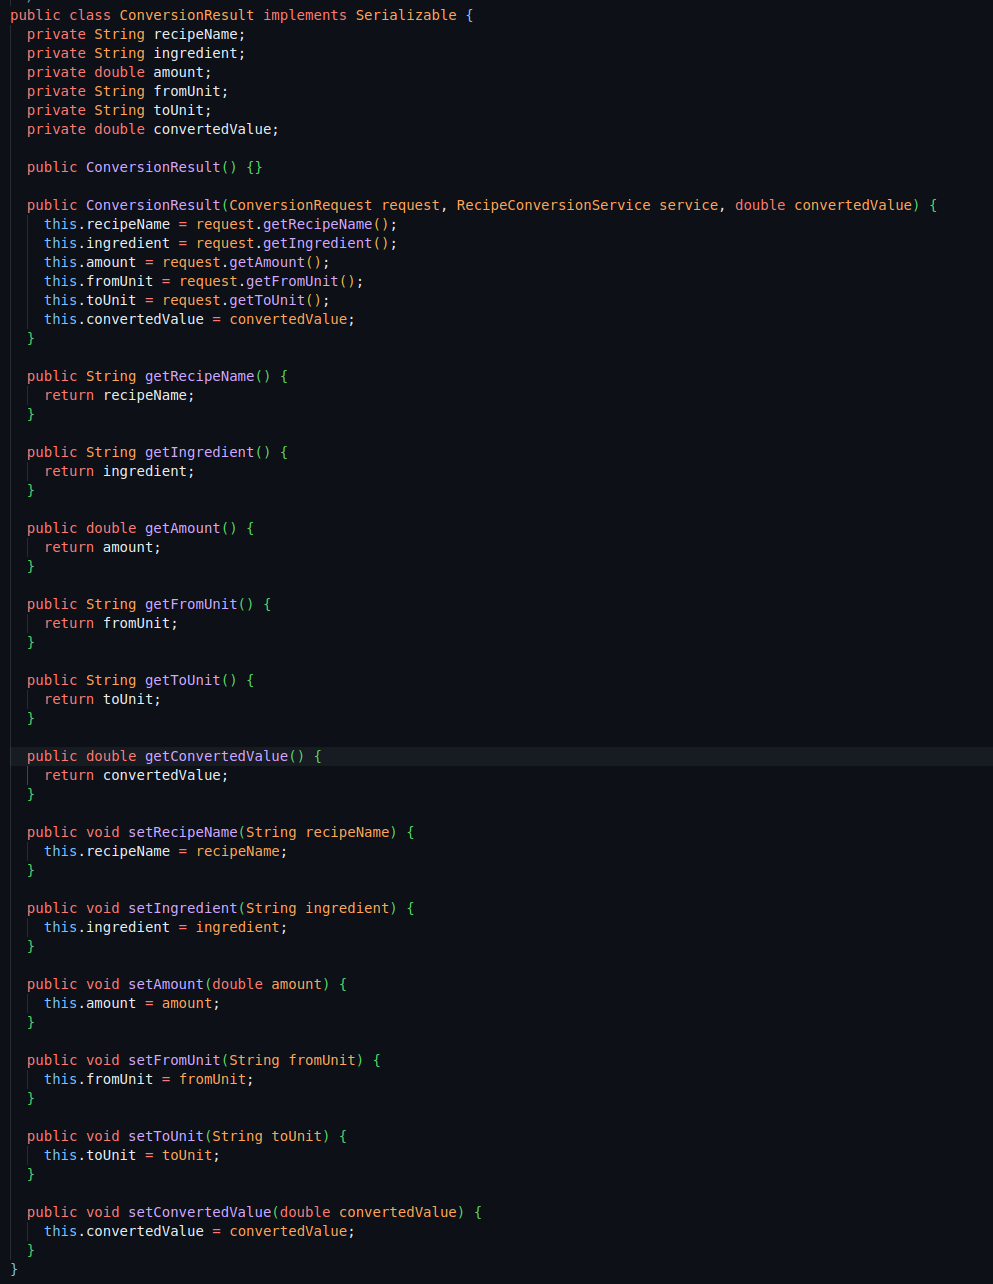 public class ConversionResult implements Serializable {
  private String recipeName;
  private String ingredient;
  private double amount;
  private String fromUnit;
  private String toUnit;
  private double convertedValue;

  public ConversionResult() {}

  public ConversionResult(ConversionRequest request, RecipeConversionService service, double convertedValue) {
    this.recipeName = request.getRecipeName();
    this.ingredient = request.getIngredient();
    this.amount = request.getAmount();
    this.fromUnit = request.getFromUnit();
    this.toUnit = request.getToUnit();
    this.convertedValue = convertedValue;
  }

  public String getRecipeName() {
    return recipeName;
  }

  public String getIngredient() {
    return ingredient;
  }

  public double getAmount() {
    return amount;
  }

  public String getFromUnit() {
    return fromUnit;
  }

  public String getToUnit() {
    return toUnit;
  }

  public double getConvertedValue() {
    return convertedValue;
  }

  public void setRecipeName(String recipeName) {
    this.recipeName = recipeName;
  }

  public void setIngredient(String ingredient) {
    this.ingredient = ingredient;
  }

  public void setAmount(double amount) {
    this.amount = amount;
  }

  public void setFromUnit(String fromUnit) {
    this.fromUnit = fromUnit;
  }

  public void setToUnit(String toUnit) {
    this.toUnit = toUnit;
  }

  public void setConvertedValue(double convertedValue) {
    this.convertedValue = convertedValue;
  }
}